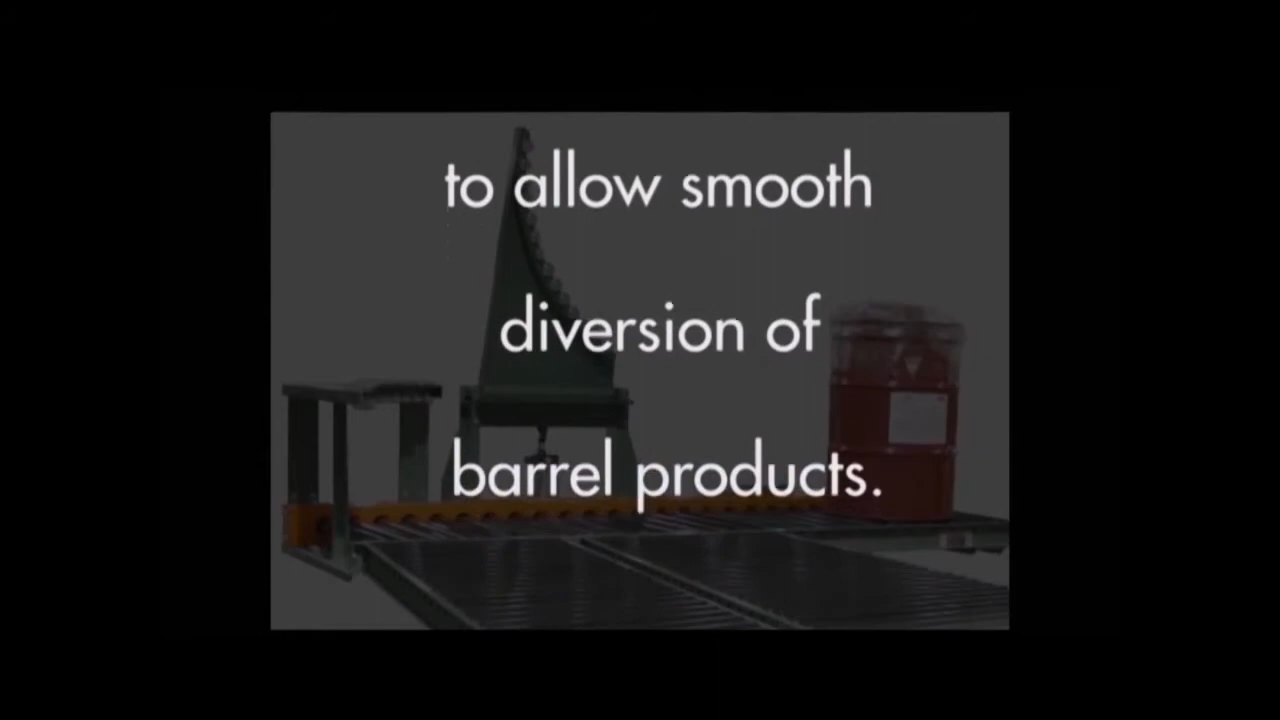 to allow smooth
diversion of
barrel products.